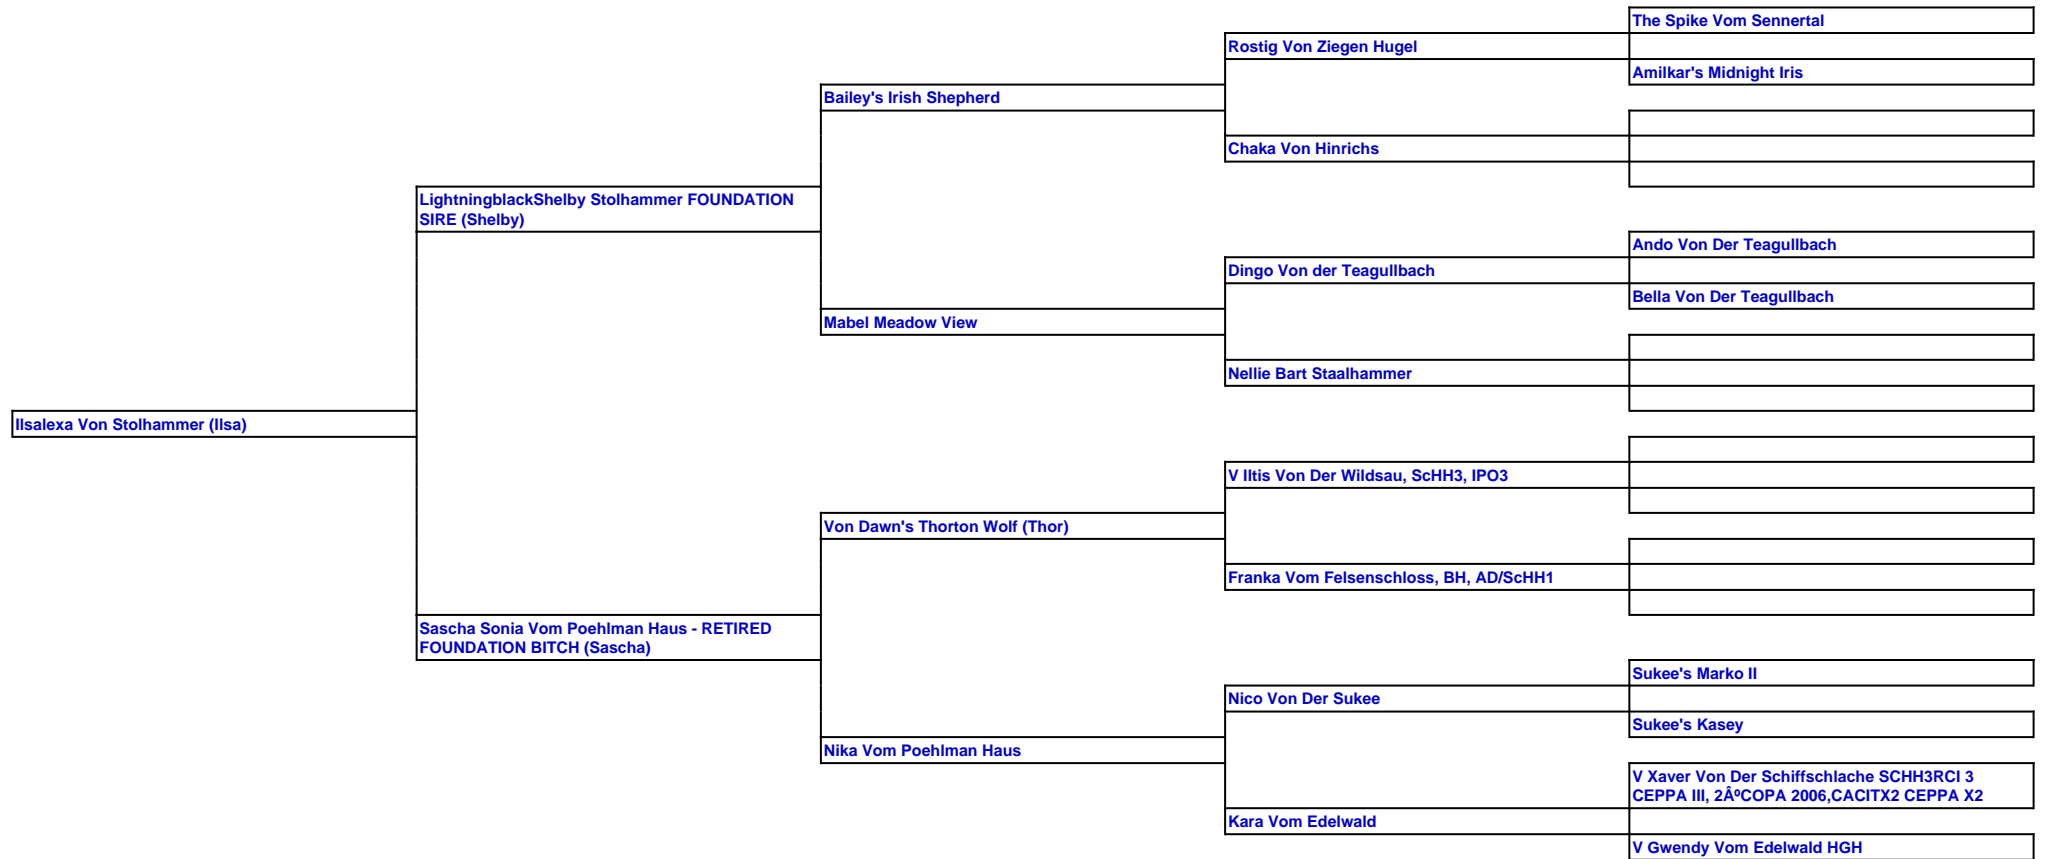 The Spike Vom Sennertal
Rostig Von Ziegen Hugel
Amilkar's Midnight Iris
Bailey's Irish Shepherd
Chaka Von Hinrichs
LightningblackShelby Stolhammer FOUNDATION
SIRE (Shelby)
Ando Von Der Teagullbach
Dingo Von der Teagullbach
Bella Von Der Teagullbach
Mabel Meadow View
Nellie Bart Staalhammer
Ilsalexa Von Stolhammer (Ilsa)
V Iltis Von Der Wildsau, ScHH3, IPO3
Von Dawn's Thorton Wolf (Thor)
Franka Vom Felsenschloss, BH, AD/ScHH1
Sascha Sonia Vom Poehlman Haus - RETIRED
FOUNDATION BITCH (Sascha)
Sukee's Marko II
Nico Von Der Sukee
Sukee's Kasey
Nika Vom Poehlman Haus
V Xaver Von Der Schiffschlache SCHH3RCI 3
CEPPA III, 2ÂºCOPA 2006,CACITX2 CEPPA X2
Kara Vom Edelwald
V Gwendy Vom Edelwald HGH